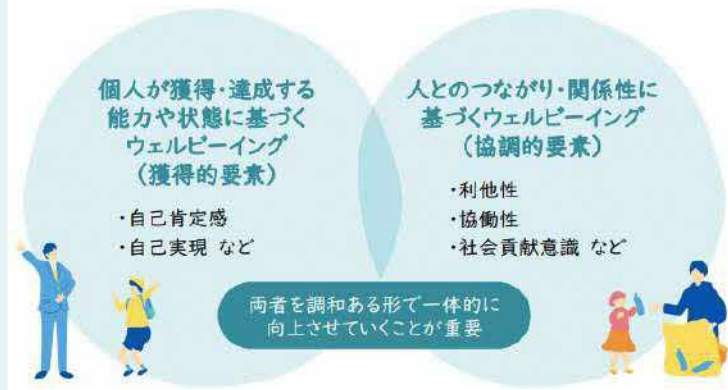 個人が獲得・達成する
能力や状態に基づく
ウェルビーイング
(獲得的要素)
・自己肯定感
・自己実現 など
人とのつながり・関係性に
基づくウェルビーイング
(協調的要素)
・利他性
・協働性
・社会貢献意識 など
両者を調和ある形で一体的に
向上させていくことが重要